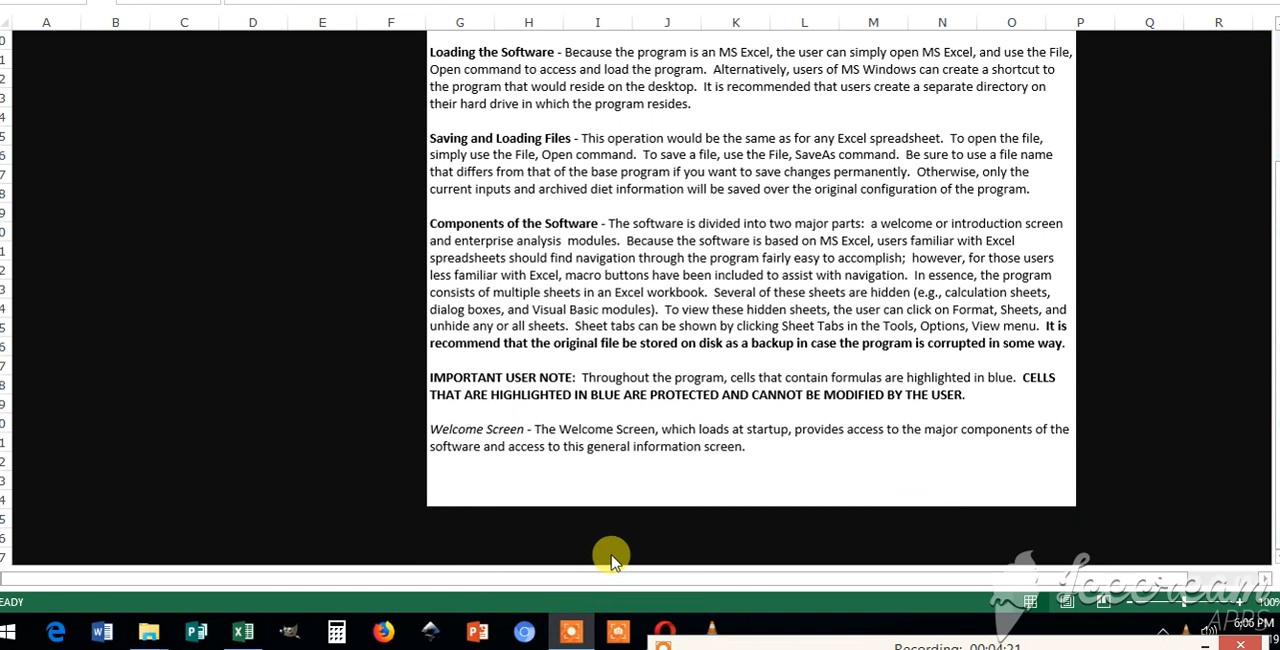 A B C D E F G H I J K L M N O P Q R
Loading the Software - Because the program is an MS Excel, the user can simply open MS Excel, and use the File,
Open command to access and load the program. Alternatively, users of MS Windows can create a shortcut to
the program that would reside on the desktop. It is recommended that users create a separate directory on
their hard drive in which the program resides.
Saving and Loading Files - This operation would be the same as for any Excel spreadsheet. To open the file,
simply use the File, Open command. To save a file, use the File, SaveAs command. Be sure to use a file name
that differs from that of the base program if you want to save changes permanently. Otherwise, only the
current inputs and archived diet information will be saved over the original configuration of the program.
Components of the Software - The software is divided into two major parts: a welcome or introduction screen
and enterprise analysis modules. Because the software is based on MS Excel, users familiar with Excel
spreadsheets should find navigation through the program fairly easy to accomplish; however, for those users
less familiar with Excel, macro buttons have been included to assist with navigation. In essence, the program
consists of multiple sheets in an Excel workbook. Several of these sheets are hidden (e.g., calculation sheets,
dialog boxes, and Visual Basic modules). To view these hidden sheets, the user can click on Format, Sheets, and
unhide any or all sheets. Sheet tabs can be shown by clicking Sheet Tabs in the Tools, Options, View menu. It is
recommend that the original file be stored on disk as a backup in case the program is corrupted in some way.
IMPORTANT USER NOTE: Throughout the program, cells that contain formulas are highlighted in blue. CELLS
THAT ARE HIGHLIGHTED IN BLUE ARE PROTECTED AND CANNOT BE MODIFIED BY THE USER.
Welcome Screen - The Welcome Screen, which loads at startup, provides access to the major components of the
software and access to this general information screen.
Icecream
APPS
EADY
100%
6:06 PM
Recording: 00:04:21